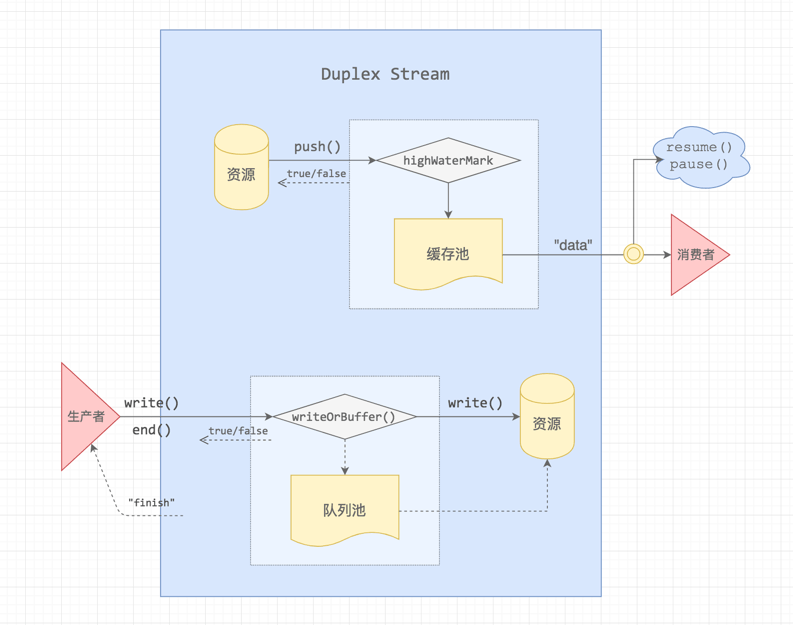 Duplex Stream
push()
highWaterMark
true/false
资源
resume()
pause()
缓存池
"data"
消费者
write()
生产者
end()
writeOrBuffer()
true/false
write()
资源
"finish"
队列池